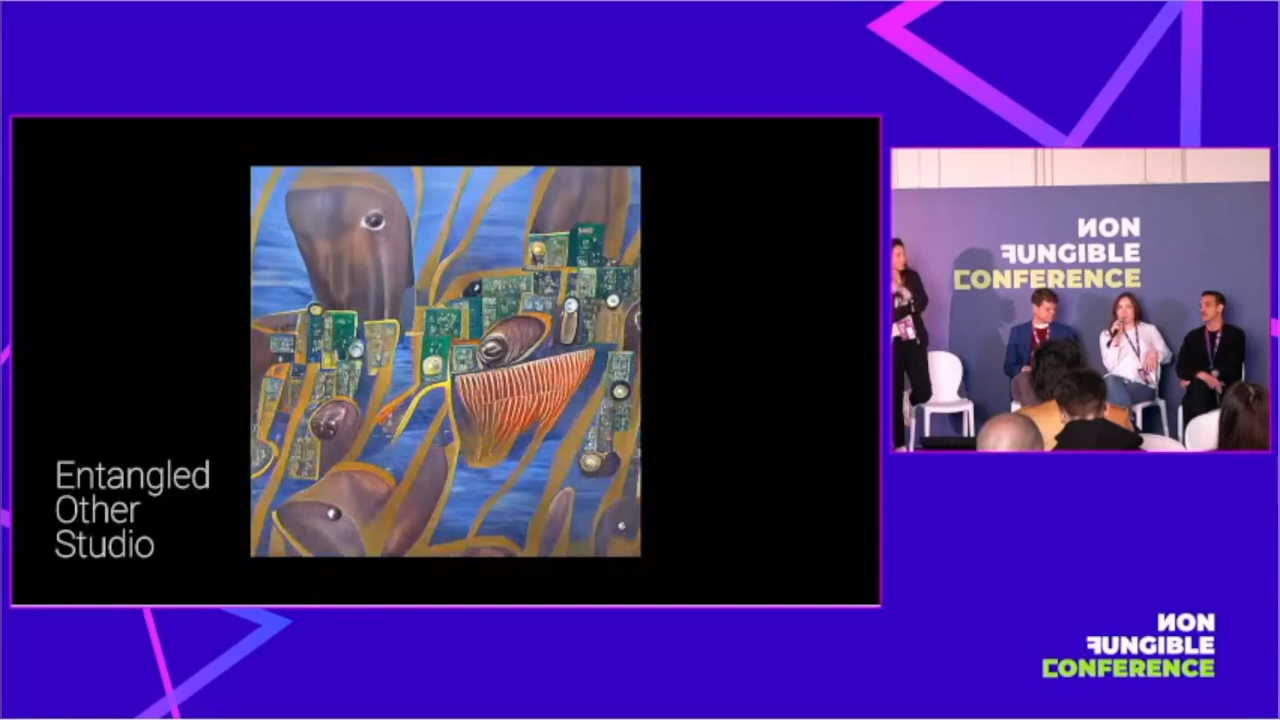 Entangled
Other
Studio
NON
FUNGIBLE
CONFERENCE
NON
FUNGIBLE
CONFERENCE